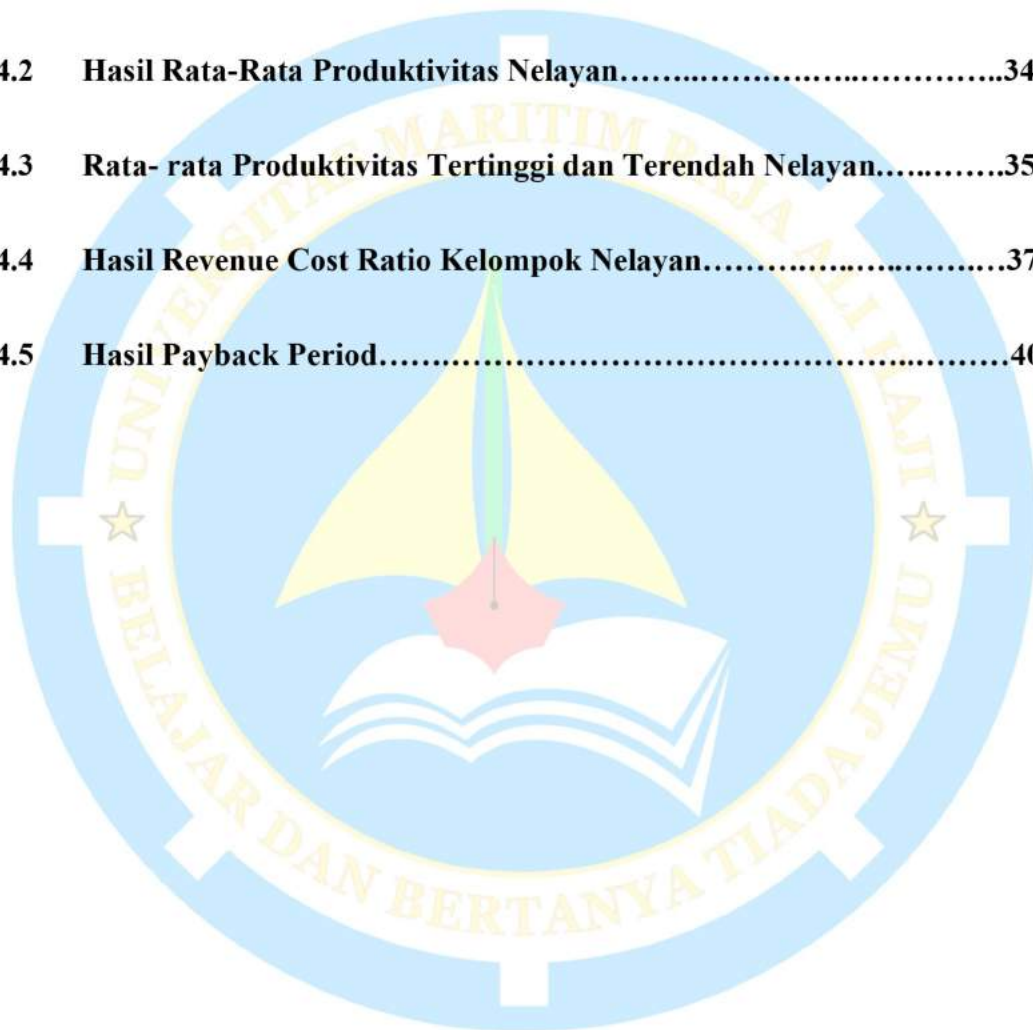 4.2 Hasil Rata-Rata Produktivitas Nelayan……...……….…..…………..34
4.3 Rata- rata Produktivitas Tertinggi dan Terendah Nelayan…..…….35
4.4 Hasil Revenue Cost Ratio Kelompok Nelayan……….…..…..…….…37
4.5 Hasil Payback Period…….………………………………………..………40
UNIVERSITAS MARITIM RAJA ALI HAJI
BELAJAR DAN BERTANYA TIADA JEMU